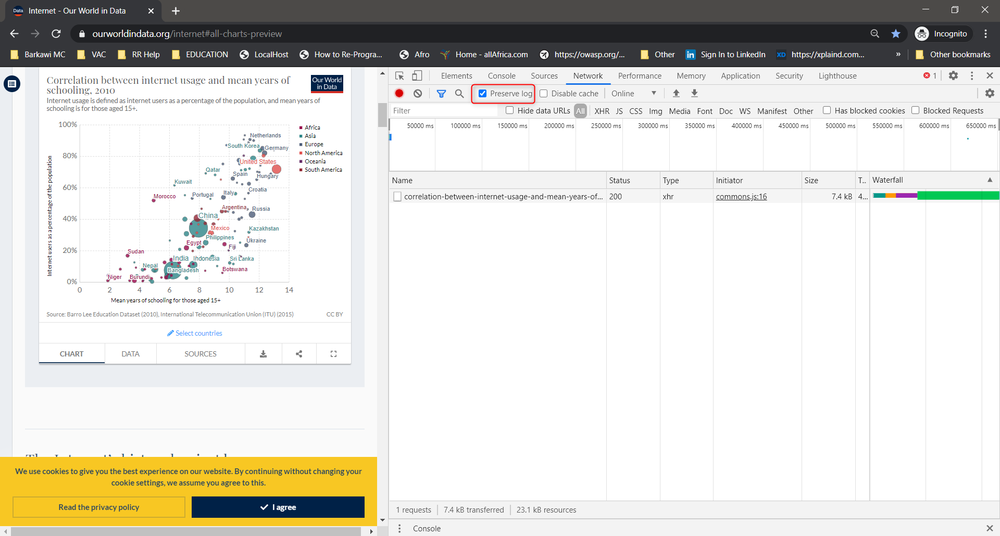 Data
Internet - Our World in Data
ourworldindata.org/internet#all-charts-preview
Incognito
Barkawi MC
VAC
RR Help
EDUCATION
LocalHost
How to Re-Progra...
Afro
Home - allAfrica.com
https://owasp.org/...
Other
in
Sign In to LinkedIn
XD
https://xplaind.com...
»
Other bookmarks
Correlation between internet usage and mean years of
schooling, 2010
Our World
in Data
Internet usage is defined as internet users as a percentage of the population, and mean years of
schooling is for those aged 15+.
Internet users as a percentage of the population
100%
80%
60%
40%
20%
0%
Netherlands
South Korea
Germany
United States
Qatar
Spain
Hungary
Kuwait
Croatia
Morocco
Portugal
Italy
Argentina
Russia
China
Mexico
Kazakhstan
Philippines
Egypt
Ukraine
Fiji
Sudan
India
Indonesia
Sri Lanka
Nepal
Bangladesh
Botswana
Niger
Burundi
Africa
Asia
Europe
North America
Oceania
South America
0 2 4 6 8 10 12 14
Mean years of schooling for those aged 15+
Source: Barro Lee Education Dataset (2010), International Telecommunication Union (ITU) (2015)
CC BY
Select countries
CHART
DATA
SOURCES
We use cookies to give you the best experience on our website. By continuing without changing your
cookie settings, we assume you agree to this.
Read the privacy policy
I agree
Elements
Console
Sources
Network
Performance
Memory
Application
Security
Lighthouse
1
Preserve log
Disable cache
Online
Filter
Hide data URLs
All
XHR
JS
CSS
Img
Media
Font
Doc
WS
Manifest
Other
Has blocked cookies
Blocked Requests
50000 ms
100000 ms
150000 ms
200000 ms
250000 ms
300000 ms
350000 ms
400000 ms
450000 ms
500000 ms
550000 ms
600000 ms
650000 ms
Name
Status
Type
Initiator
Size
T..
Waterfall
correlation-between-internet-usage-and-mean-years-of...
200
xhr
commons.js:16
7.4 kB
4...
1 requests
7.4 kB transferred
23.1 kB resources
Console